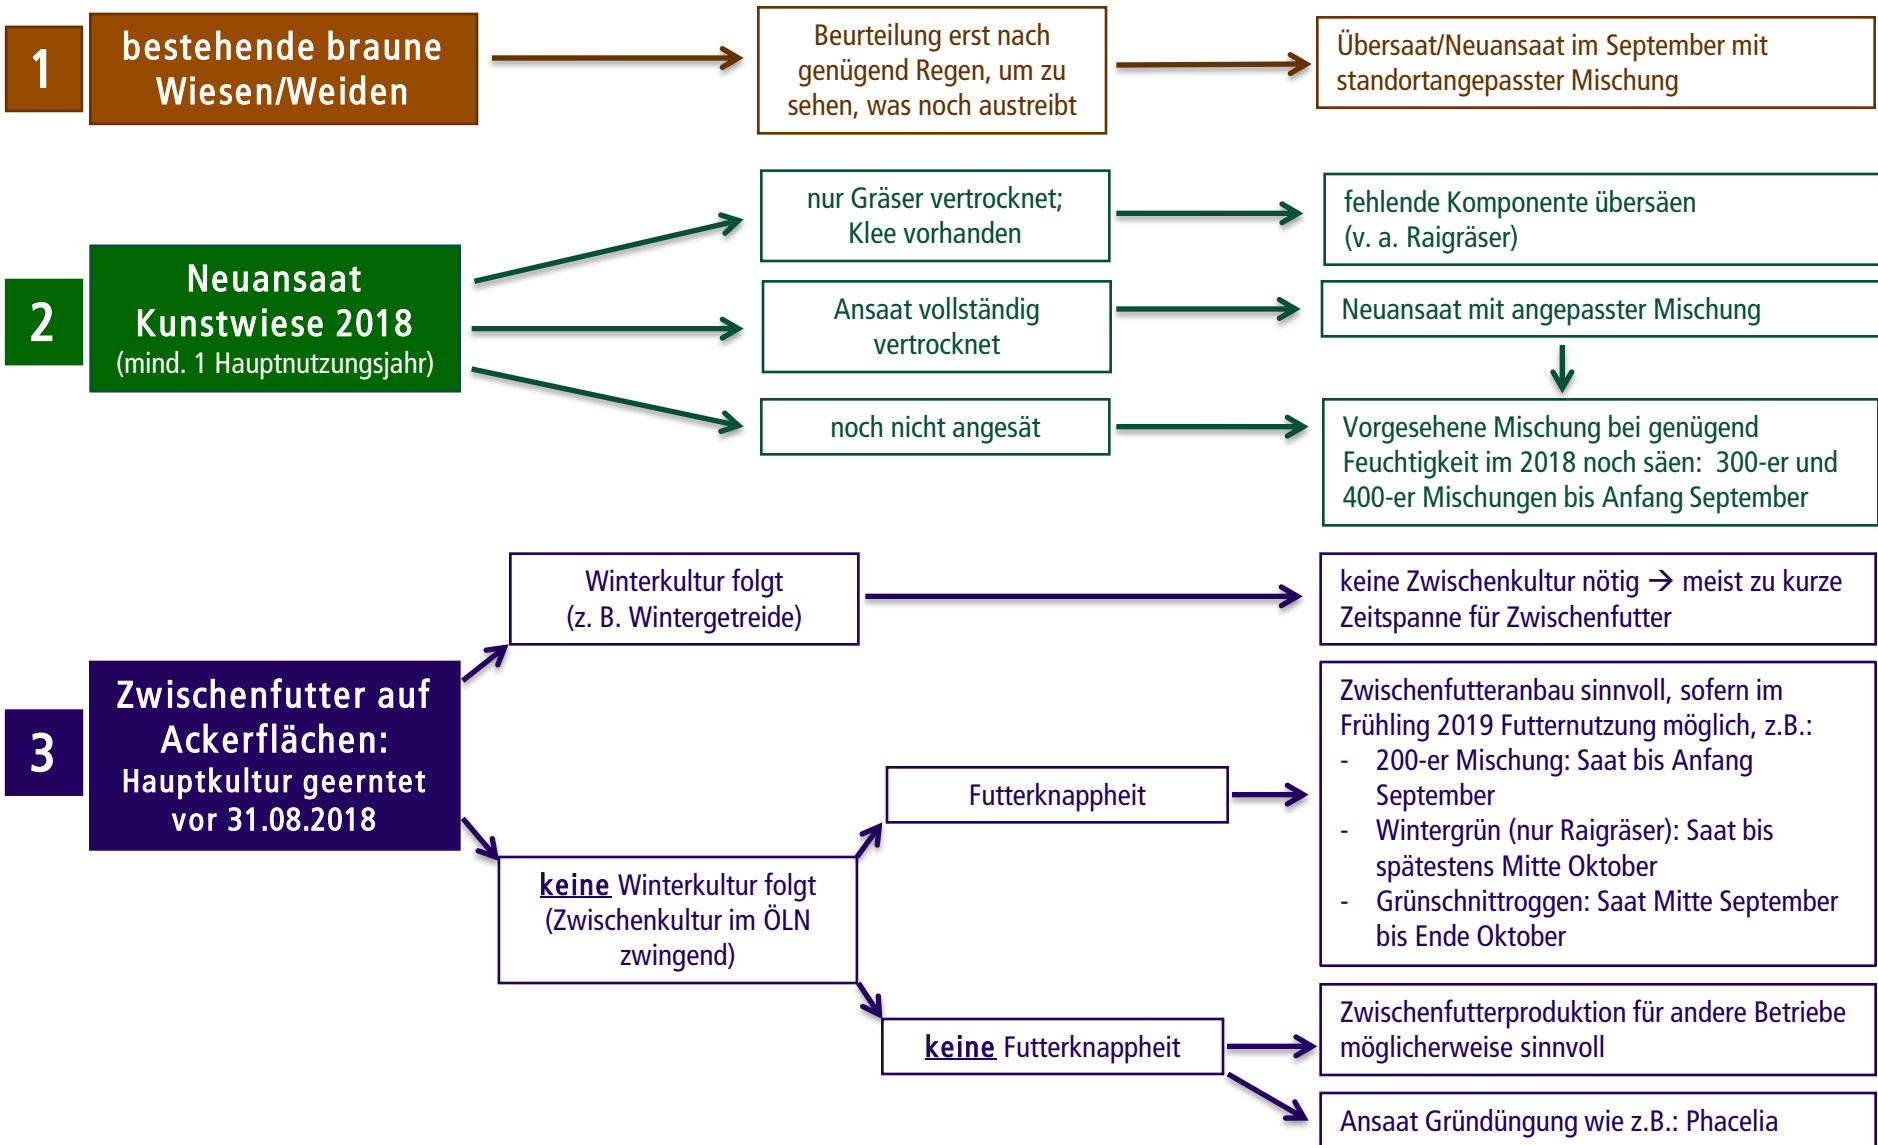 1
bestehende braune
Wiesen/Weiden
Beurteilung erst nach
genügend Regen, um zu
sehen, was noch austreibt
Übersaat/Neuansaat im September mit
standortangepasster Mischung
2
Neuansaat
Kunstwiese 2018
(mind. 1 Hauptnutzungsjahr)
nur Gräser vertrocknet;
Klee vorhanden
fehlende Komponente übersäen
(v. a. Raigräser)
Ansaat vollständig
vertrocknet
Neuansaat mit angepasster Mischung
noch nicht angesät
Vorgesehene Mischung bei genügend
Feuchtigkeit im 2018 noch säen: 300-er und
400-er Mischungen bis Anfang September
3
Zwischenfutter auf
Ackerflächen:
Hauptkultur geerntet
vor 31.08.2018
Winterkultur folgt
(z. B. Wintergetreide)
keine Zwischenkultur nötig → meist zu kurze
Zeitspanne für Zwischenfutter
keine Winterkultur folgt
(Zwischenkultur im ÖLN
zwingend)
Futterknappheit
Zwischenfutteranbau sinnvoll, sofern im
Frühling 2019 Futternutzung möglich, z.B.:
- 200-er Mischung: Saat bis Anfang
September
- Wintergrün (nur Raigräser): Saat bis
spätestens Mitte Oktober
- Grünschnittroggen: Saat Mitte September
bis Ende Oktober
keine Futterknappheit
Zwischenfutterproduktion für andere Betriebe
möglicherweise sinnvoll
Ansaat Gründüngung wie z.B.: Phacelia